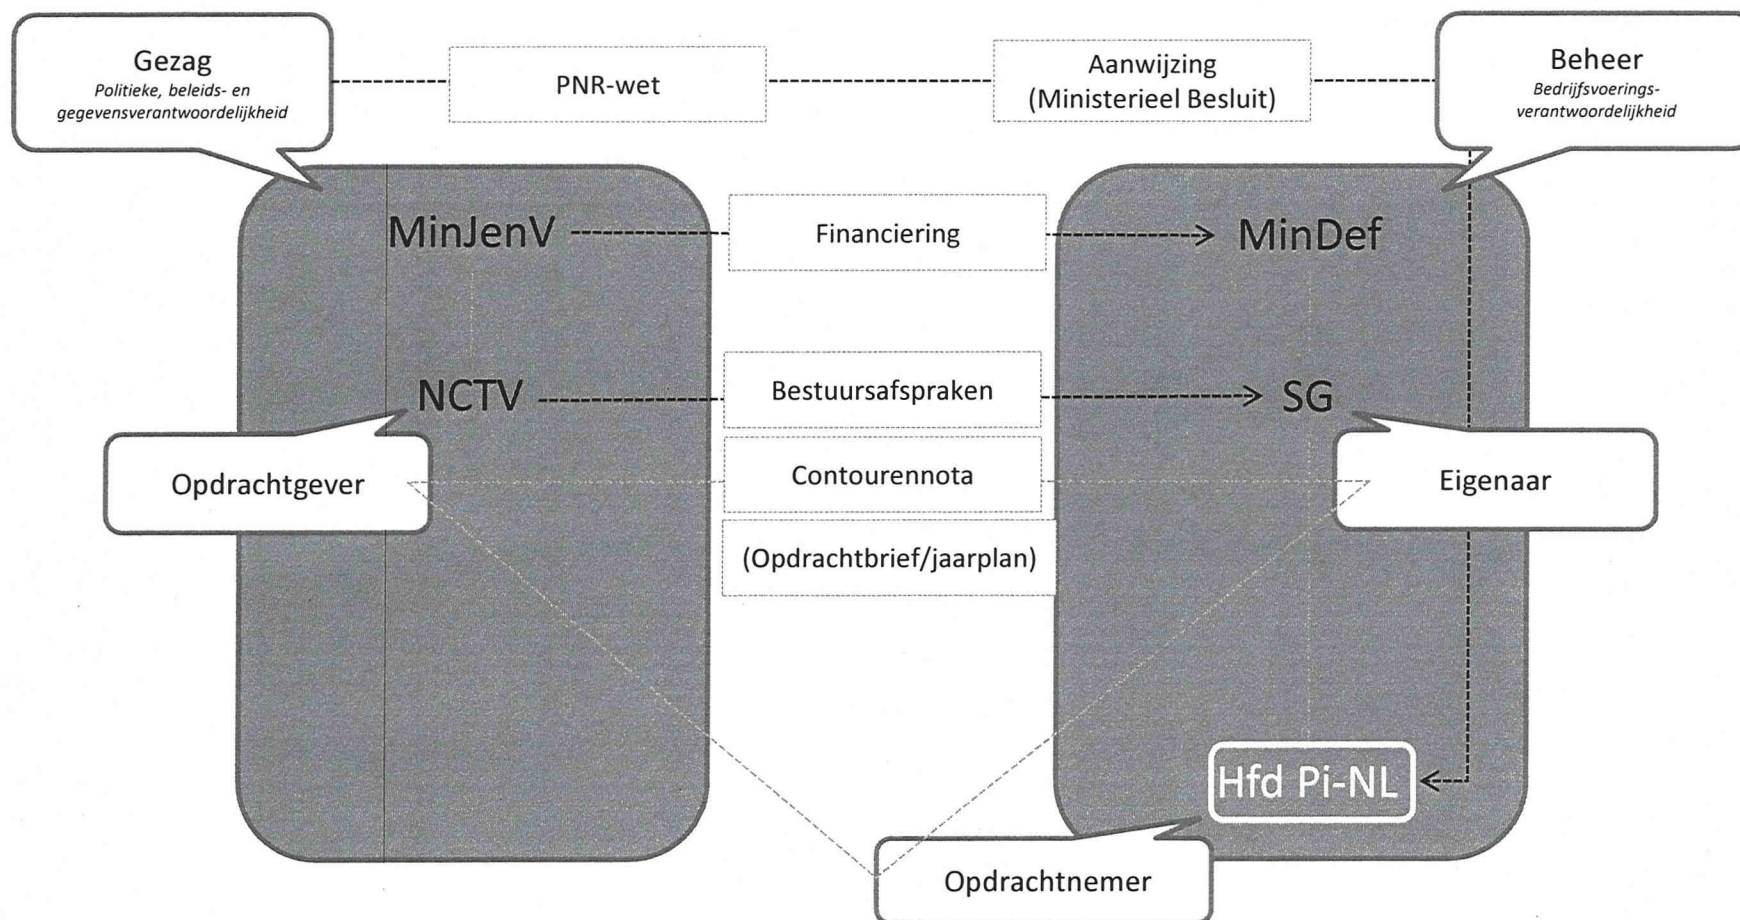 Gezag
Politieke, beleids- en
gegevensverantwoordelijkheid
PNR-wet
Aanwijzing
(Ministerieel Besluit)
Beheer
Bedrijfsvoerings-
verantwoordelijkheid
MinJenV
Financiering
MinDef
NCTV
Bestuursafspraken
SG
Opdrachtgever
Contourennota
Eigenaar
(Opdrachtbrief/jaarplan)
Hfd Pi-NL
Opdrachtnemer